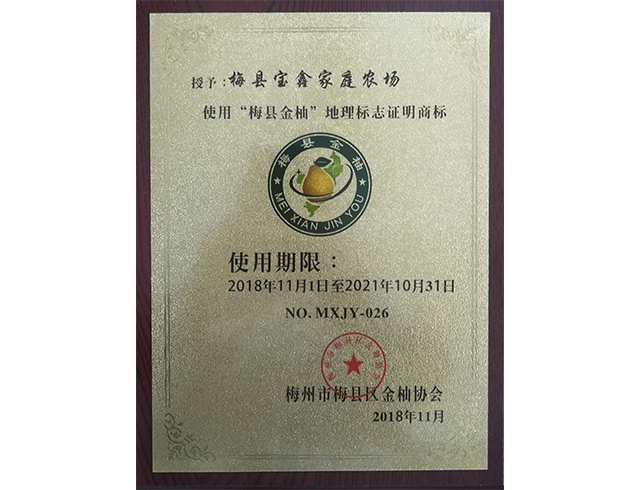 授予：梅县宝鑫家庭农场
使用“梅县金柚”地理标志证明商标
梅县金柚
MEI XIAN JIN YOU
使用期限：
2018年11月1日至2021年10月31日
NO. MXJY-026
梅州市梅县区金柚协会
2018年11月